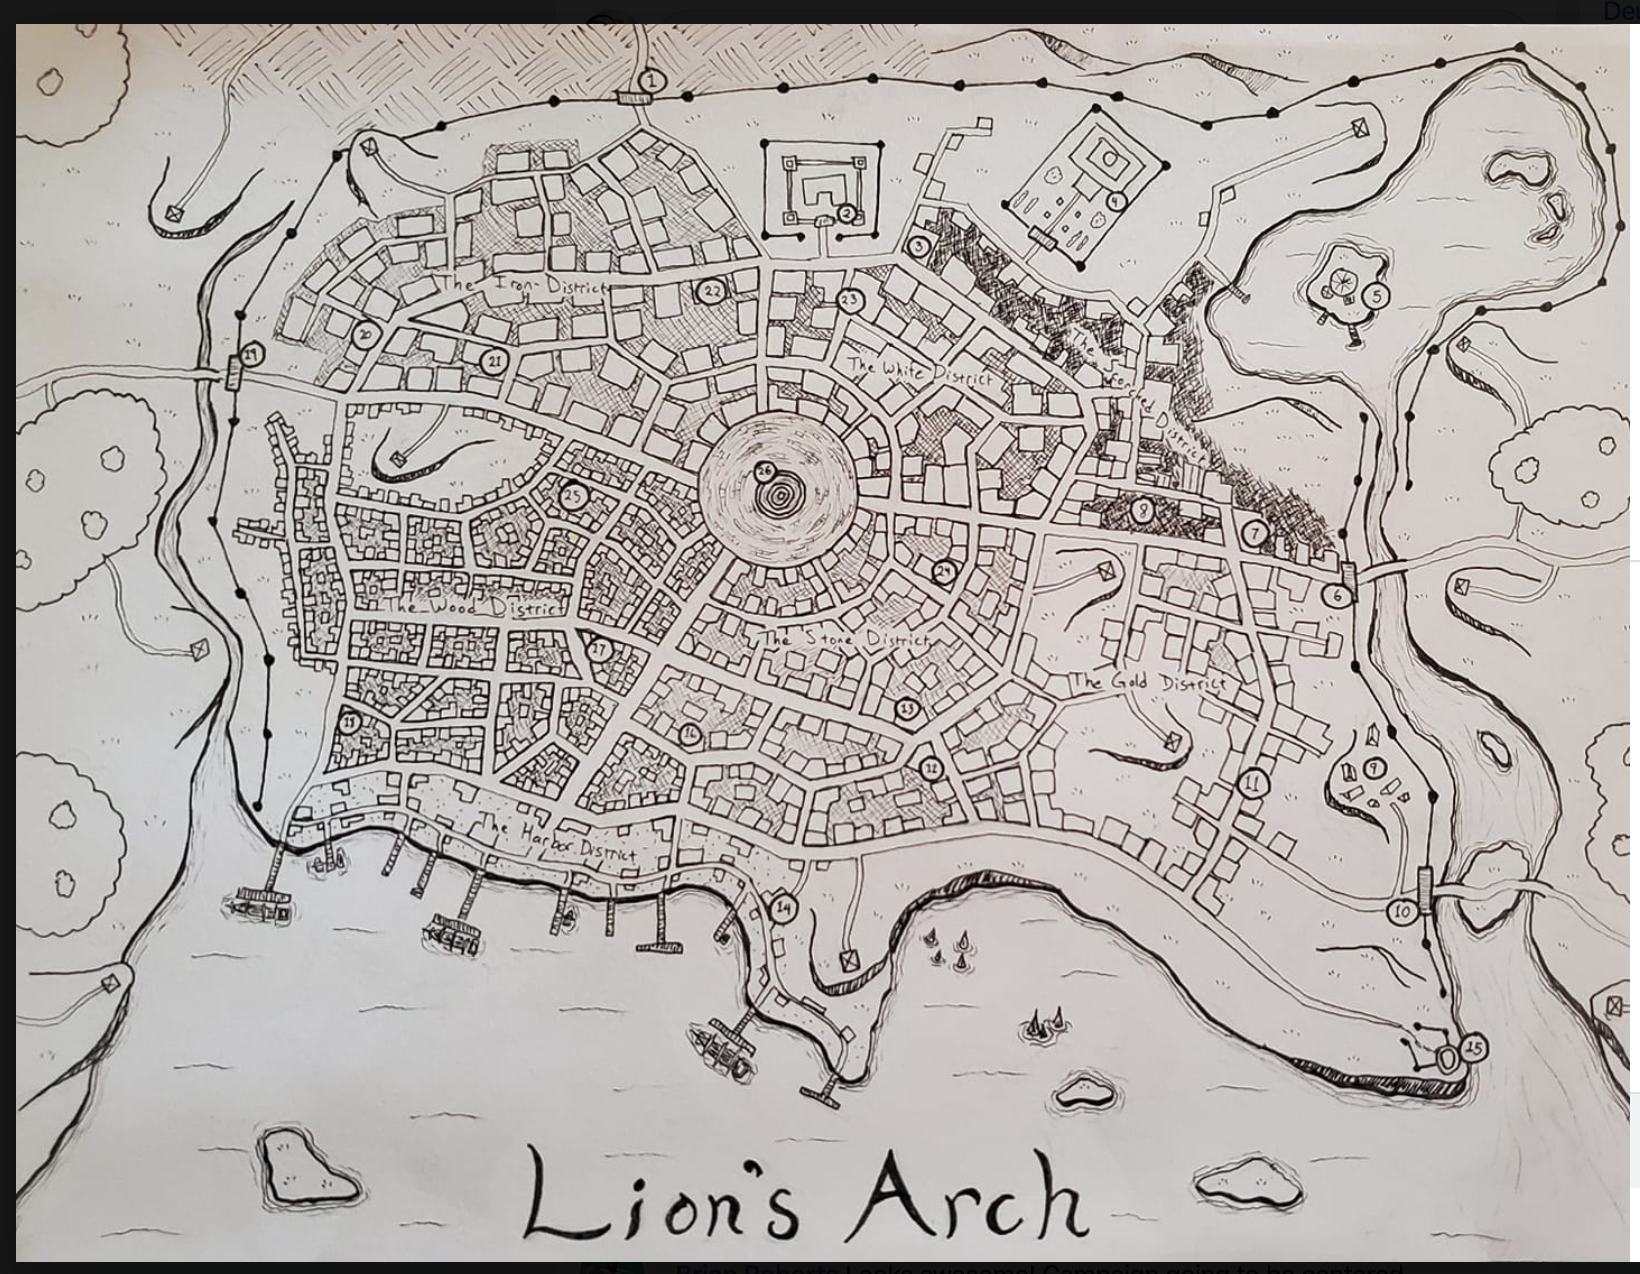 1
2
4
3
The Iron District
22
23
5
20
19
21
The White District
The
District
26
25
8
7
24
6
The Wood District
The Stone District
17
The Gold District
13
16
12
9
11
The Harbor District
14
10
15
Lion's Arch